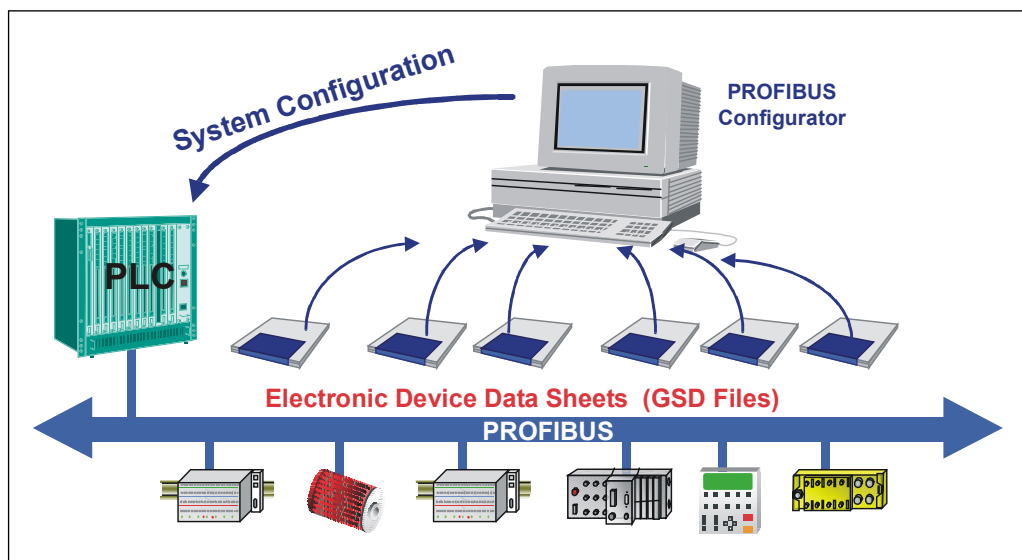 System Configuration
PROFIBUS
Configurator
PLC
Electronic Device Data Sheets (GSD Files)
PROFIBUS